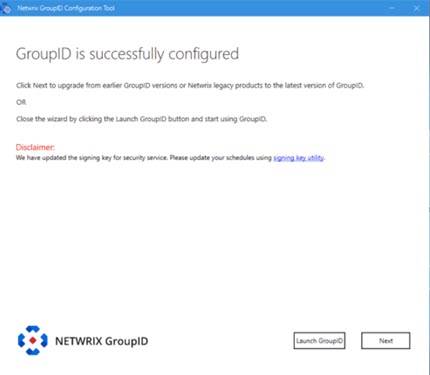 Netwrix GroupID Configuration Tool
GroupID is successfully configured
Click Next to upgrade from earlier GroupID versions or Netwrix legacy products to the latest version of GroupID.
OR
Close the wizard by clicking the Launch GroupID button and start using GroupID.
Disclaimer:
We have updated the signing key for security service. Please update your schedules using signing key utility.
NETWRIX GroupID
Launch GroupID
Next